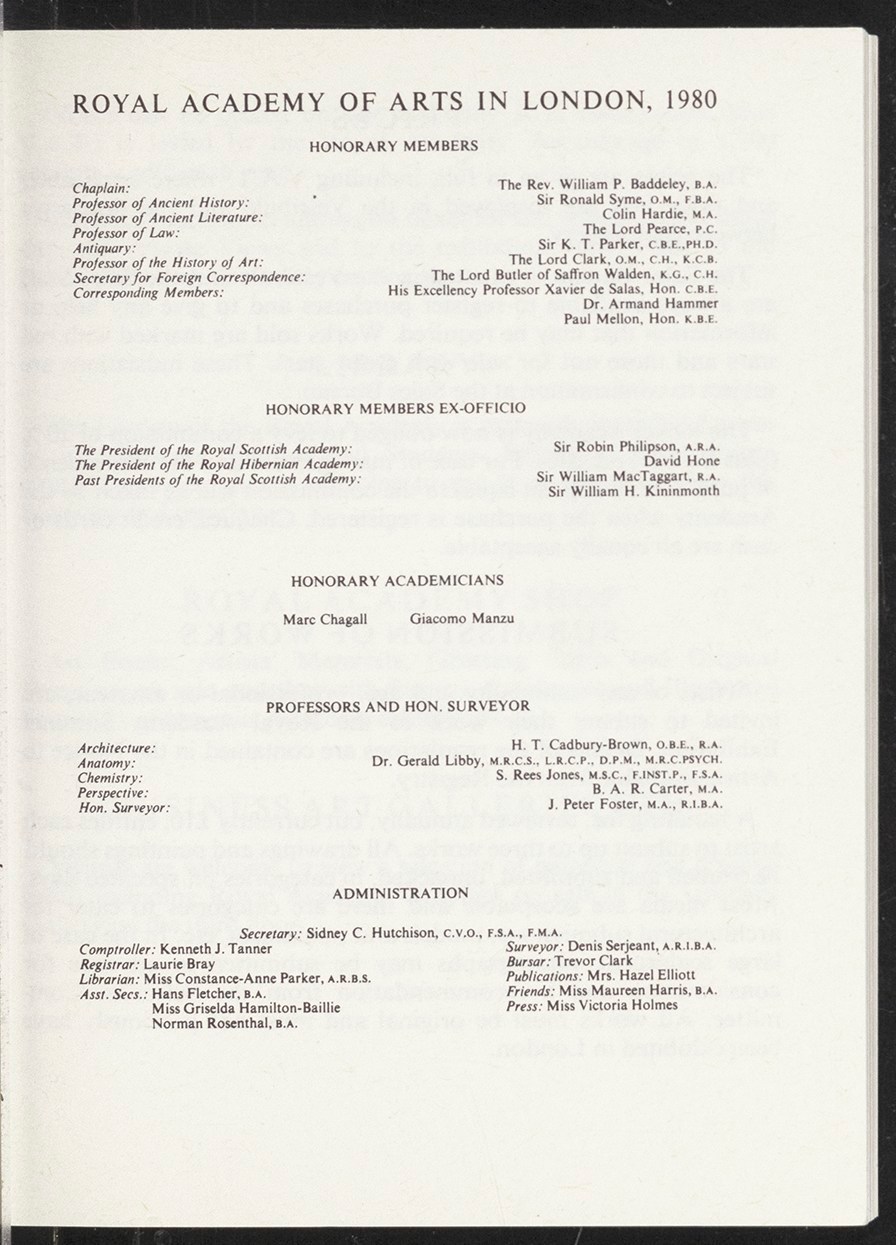 ROYAL ACADEMY OF ARTS IN LONDON, 1980
HONORARY MEMBERS
Chaplain: The Rev. William P. Baddeley, B.A.
Professor of Ancient History: Sir Ronald Syme, O.M., F.B.A.
Professor of Ancient Literature: Colin Hardie, M.A.
Professor of Law: The Lord Pearce, P.C.
Antiquary: Sir K. T. Parker, C.B.E.,PH.D.
Professor of the History of Art: The Lord Clark, O.M., C.H., K.C.B.
Secretary for Foreign Correspondence: The Lord Butler of Saffron Walden, K.G., C.H.
Corresponding Members: His Excellency Professor Xavier de Salas, Hon. C.B.E.
Dr. Armand Hammer
Paul Mellon, Hon. K.B.E.
HONORARY MEMBERS EX-OFFICIO
The President of the Royal Scottish Academy: Sir Robin Philipson, A.R.A.
The President of the Royal Hibernian Academy: David Hone
Past Presidents of the Royal Scottish Academy: Sir William MacTaggart, R.A.
Sir William H. Kininmonth
HONORARY ACADEMICIANS
Marc Chagall Giacomo Manzu
PROFESSORS AND HON. SURVEYOR
Architecture: H. T. Cadbury-Brown, O.B.E., R.A.
Anatomy: Dr. Gerald Libby, M.R.C.S., L.R.C.P., D.P.M., M.R.C.PSYCH.
Chemistry: S. Rees Jones, M.S.C., F.INST.P., F.S.A.
Perspective: B. A. R. Carter, M.A.
Hon. Surveyor: J. Peter Foster, M.A., R.I.B.A.
ADMINISTRATION
Secretary: Sidney C. Hutchison, C.V.O., F.S.A., F.M.A.
Comptroller: Kenneth J. Tanner Surveyor: Denis Serjeant, A.R.I.B.A.
Registrar: Laurie Bray Bursar: Trevor Clark
Librarian: Miss Constance-Anne Parker, A.R.B.S. Publications: Mrs. Hazel Elliott
Asst. Secs.: Hans Fletcher, B.A. Friends: Miss Maureen Harris, B.A.
Miss Griselda Hamilton-Baillie Press: Miss Victoria Holmes
Norman Rosenthal, B.A.